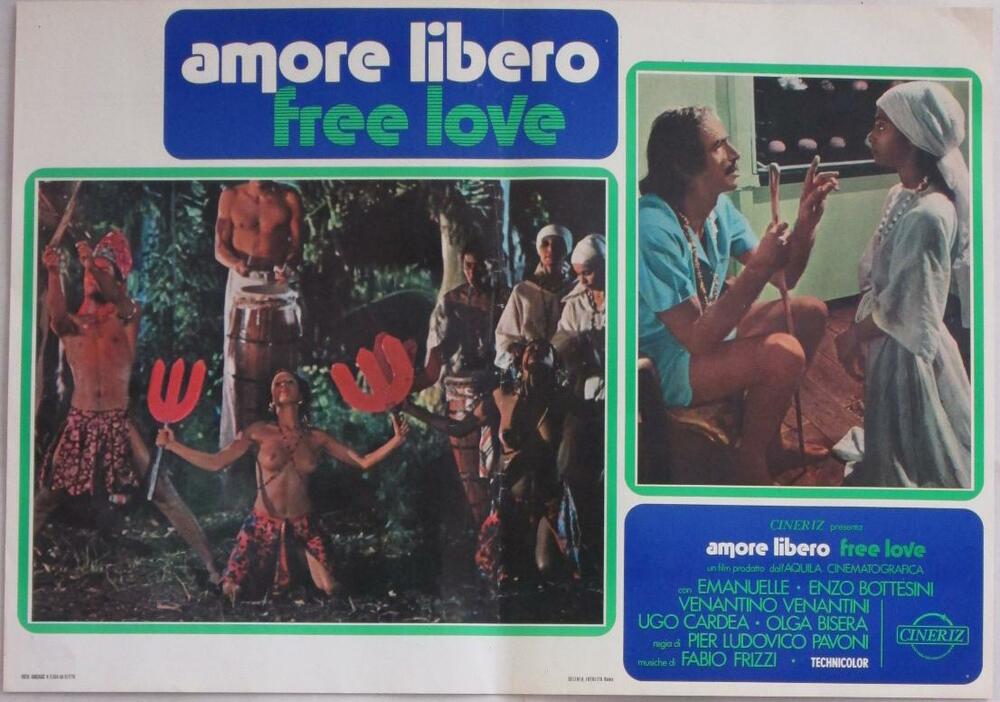 amore libero
free love
CINERIZ presenta
amore libero free love
un film prodotto dall'AQUILA CINEMATOGRAFICA
con EMANUELLE • ENZO BOTTESINI
VENANTINO VENANTINI
UGO CARDEA • OLGA BISERA
regia di PIER LUDOVICO PAVONI
musiche di FABIO FRIZZI • TECHNICOLOR
CINERIZ